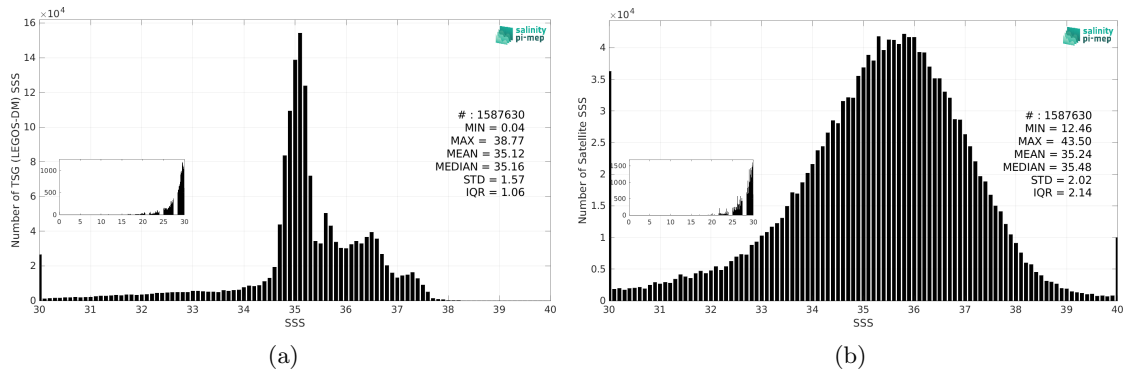 16 ×10⁴
salinity
pi-mep
14
12
10
8
6
4
2
0
Number of TSG (LEGOS-DM) SSS
# : 1587630
MIN = 0.04
MAX = 38.77
MEAN = 35.12
MEDIAN = 35.16
STD = 1.57
IQR = 1.06
1000
500
0
0 5 10 15 20 25 30
30 31 32 33 34 35 36 37 38 39 40
SSS
(a)
×10⁴
salinity
pi-mep
4
3.5
3
2.5
2
1.5
1
0.5
0
Number of Satellite SSS
# : 1587630
MIN = 12.46
MAX = 43.50
MEAN = 35.24
MEDIAN = 35.48
STD = 2.02
IQR = 2.14
1500
1000
500
0
0 5 10 15 20 25 30
30 31 32 33 34 35 36 37 38 39 40
SSS
(b)